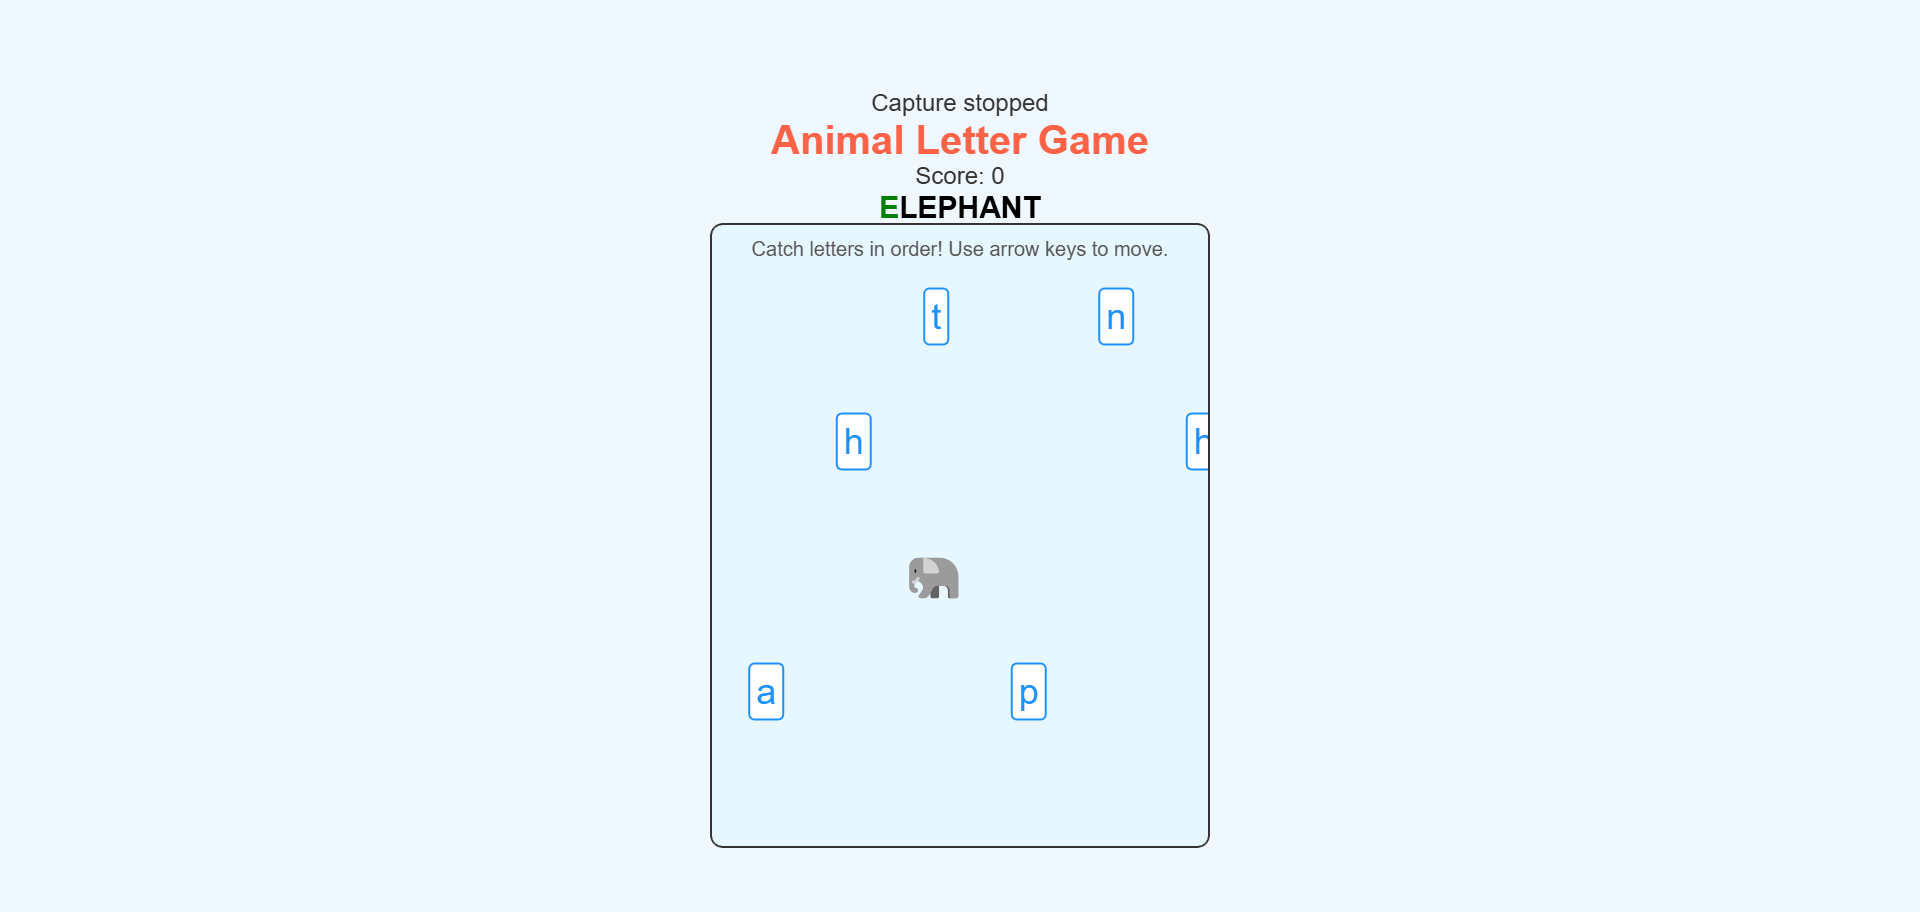 Capture stopped
Animal Letter Game
Score: 0
ELEPHANT
Catch letters in order! Use arrow keys to move.
t n
h h
a p